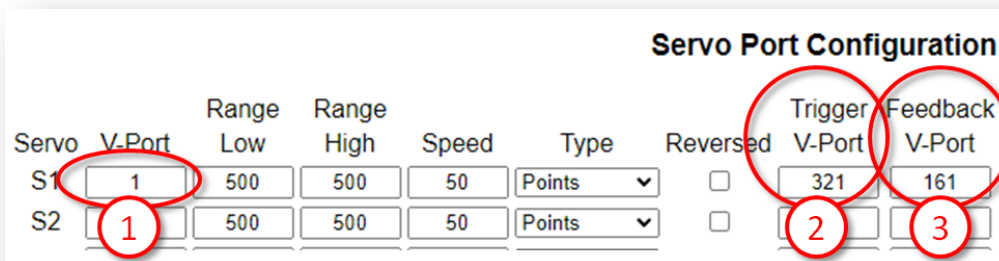 Servo Port Configuration
Range Range Trigger Feedback
Servo V-Port Low High Speed Type Reversed V-Port V-Port
S1 1 500 500 50 Points 321 161
S2 500 500 50 Points
1 2 3